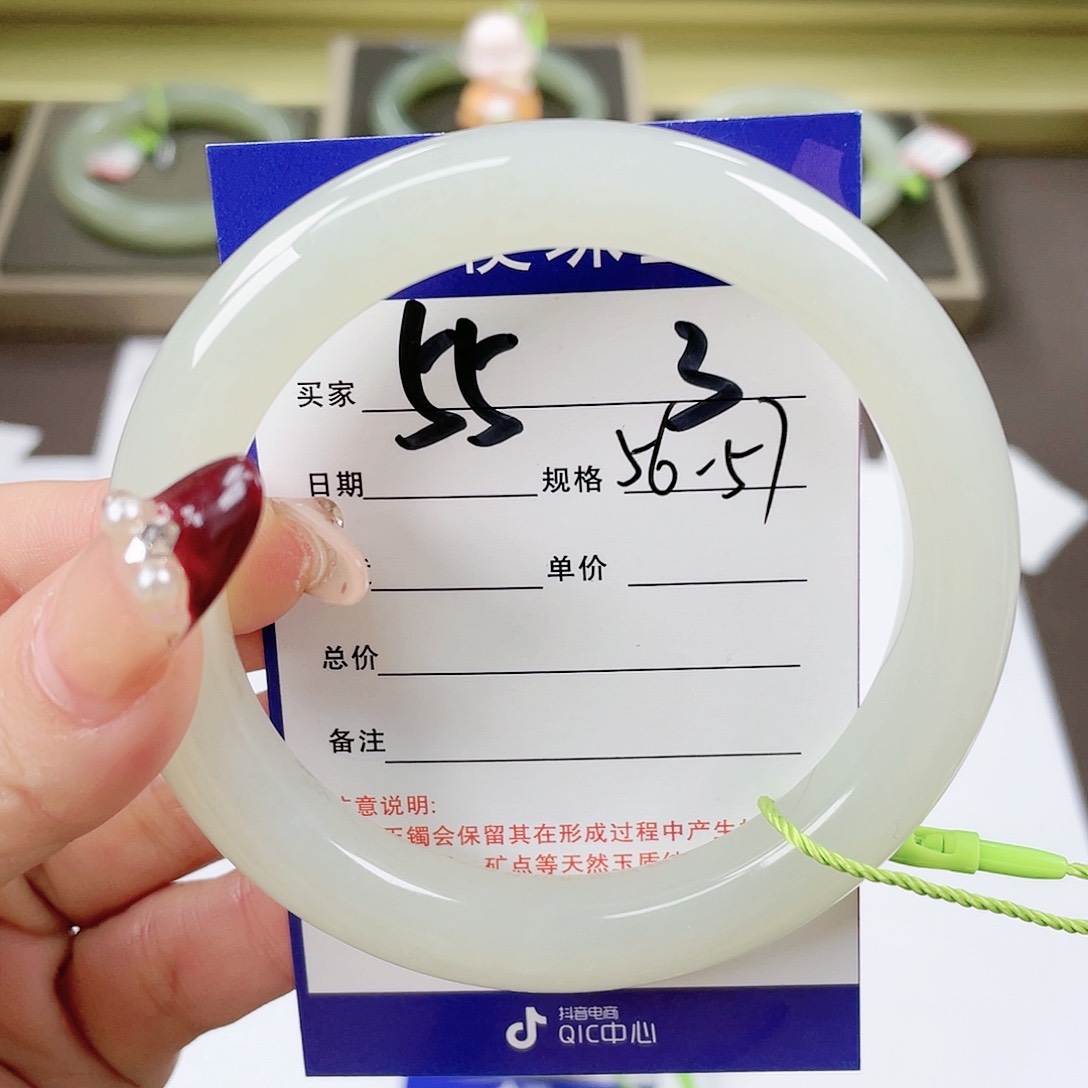 买家 55 3
日期 规格 56-57
单价
总价
备注
意说明:
玉镯会保留其在形成过程中产生
矿点等天然玉质
抖音电商
QIC中心